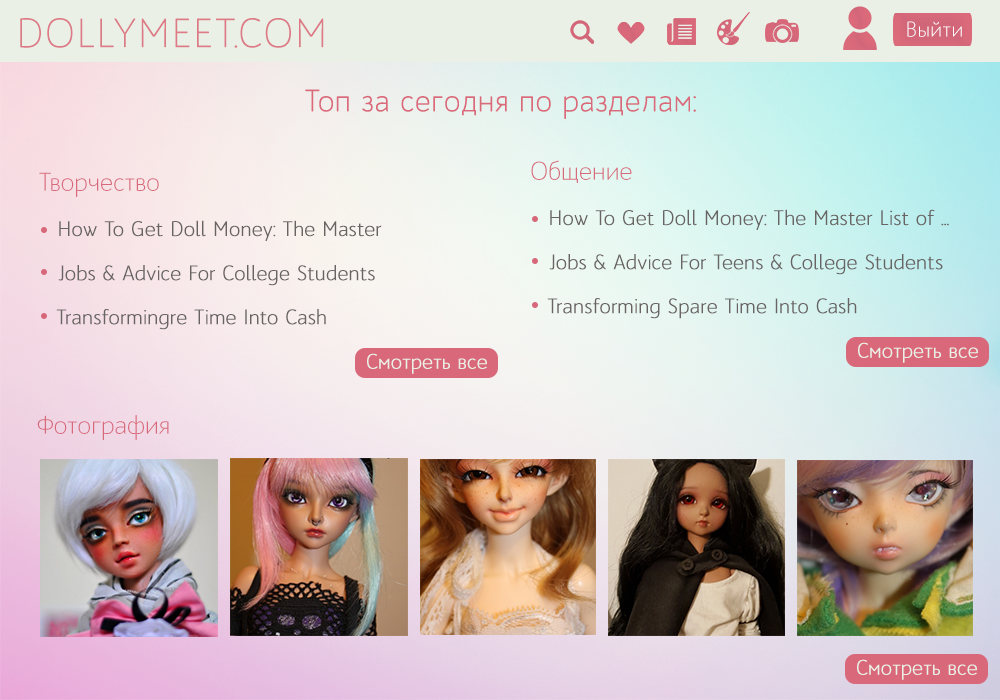 DOLLYMEET.COM
Выйти
Топ за сегодня по разделам:
Творчество
• How To Get Doll Money: The Master
• Jobs & Advice For College Students
• Transformingre Time Into Cash
Смотреть все
Общение
• How To Get Doll Money: The Master List of ...
• Jobs & Advice For Teens & College Students
• Transforming Spare Time Into Cash
Смотреть все
Фотография
Смотреть все